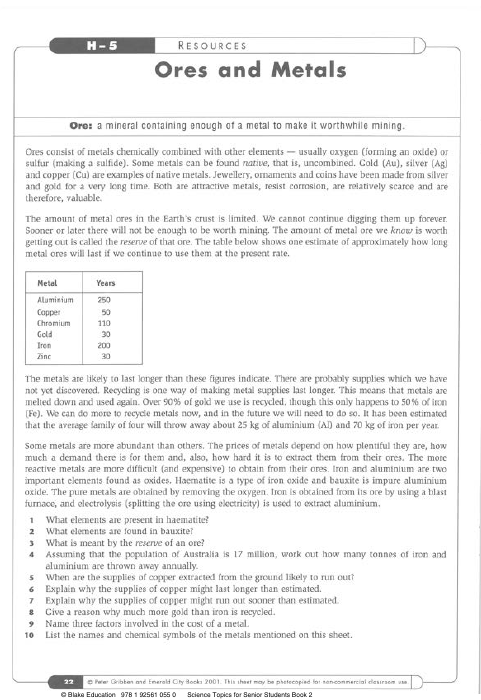 H-5
RESOURCES
Ores and Metals
Ore: a mineral containing enough of a metal to make it worthwhile mining.
Ores consist of metals chemically combined with other elements — usually oxygen (forming an oxide) or
sulfur (making a sulfide). Some metals can be found native, that is, uncombined. Gold (Au), silver (Ag)
and copper (Cu) are examples of native metals. Jewellery, ornaments and coins have been made from silver
and gold for a very long time. Both are attractive metals, resist corrosion, are relatively scarce and are
therefore, valuable.
The amount of metal ores in the Earth's crust is limited. We cannot continue digging them up forever.
Sooner or later there will not be enough to be worth mining. The amount of metal ore we know is worth
getting out is called the reserve of that ore. The table below shows one estimate of approximately how long
metal ores will last if we continue to use them at the present rate.
Metal Years
Aluminium 250
Copper 50
Chromium 110
Gold 30
Iron 200
Zinc 30
The metals are likely to last longer than these figures indicate. There are probably supplies which we have
not yet discovered. Recycling is one way of making metal supplies last longer. This means that metals are
melted down and used again. Over 90% of gold we use is recycled, though this only happens to 50% of iron
(Fe). We can do more to recycle metals now, and in the future we will need to do so. It has been estimated
that the average family of four will throw away about 25 kg of aluminium (Al) and 70 kg of iron per year.
Some metals are more abundant than others. The prices of metals depend on how plentiful they are, how
much a demand there is for them and, also, how hard it is to extract them from their ores. The more
reactive metals are more difficult (and expensive) to obtain from their ores. Iron and aluminium are two
important elements found as oxides. Haematite is a type of iron oxide and bauxite is impure aluminium
oxide. The pure metals are obtained by removing the oxygen. Iron is obtained from its ore by using a blast
furnace, and electrolysis (splitting the ore using electricity) is used to extract aluminium.
1 What elements are present in haematite?
2 What elements are found in bauxite?
3 What is meant by the reserve of an ore?
4 Assuming that the population of Australia is 17 million, work out how many tonnes of iron and
aluminium are thrown away annually.
5 When are the supplies of copper extracted from the ground likely to run out?
6 Explain why the supplies of copper might last longer than estimated.
7 Explain why the supplies of copper might run out sooner than estimated.
8 Give a reason why much more gold than iron is recycled.
9 Name three factors involved in the cost of a metal.
10 List the names and chemical symbols of the metals mentioned on this sheet.
22 © Peter Gribben and Emerald City Books 2001. This sheet may be photocopied for non-commercial classroom use
© Blake Education 978 1 92561 055 0 Science Topics for Senior Students Book 2